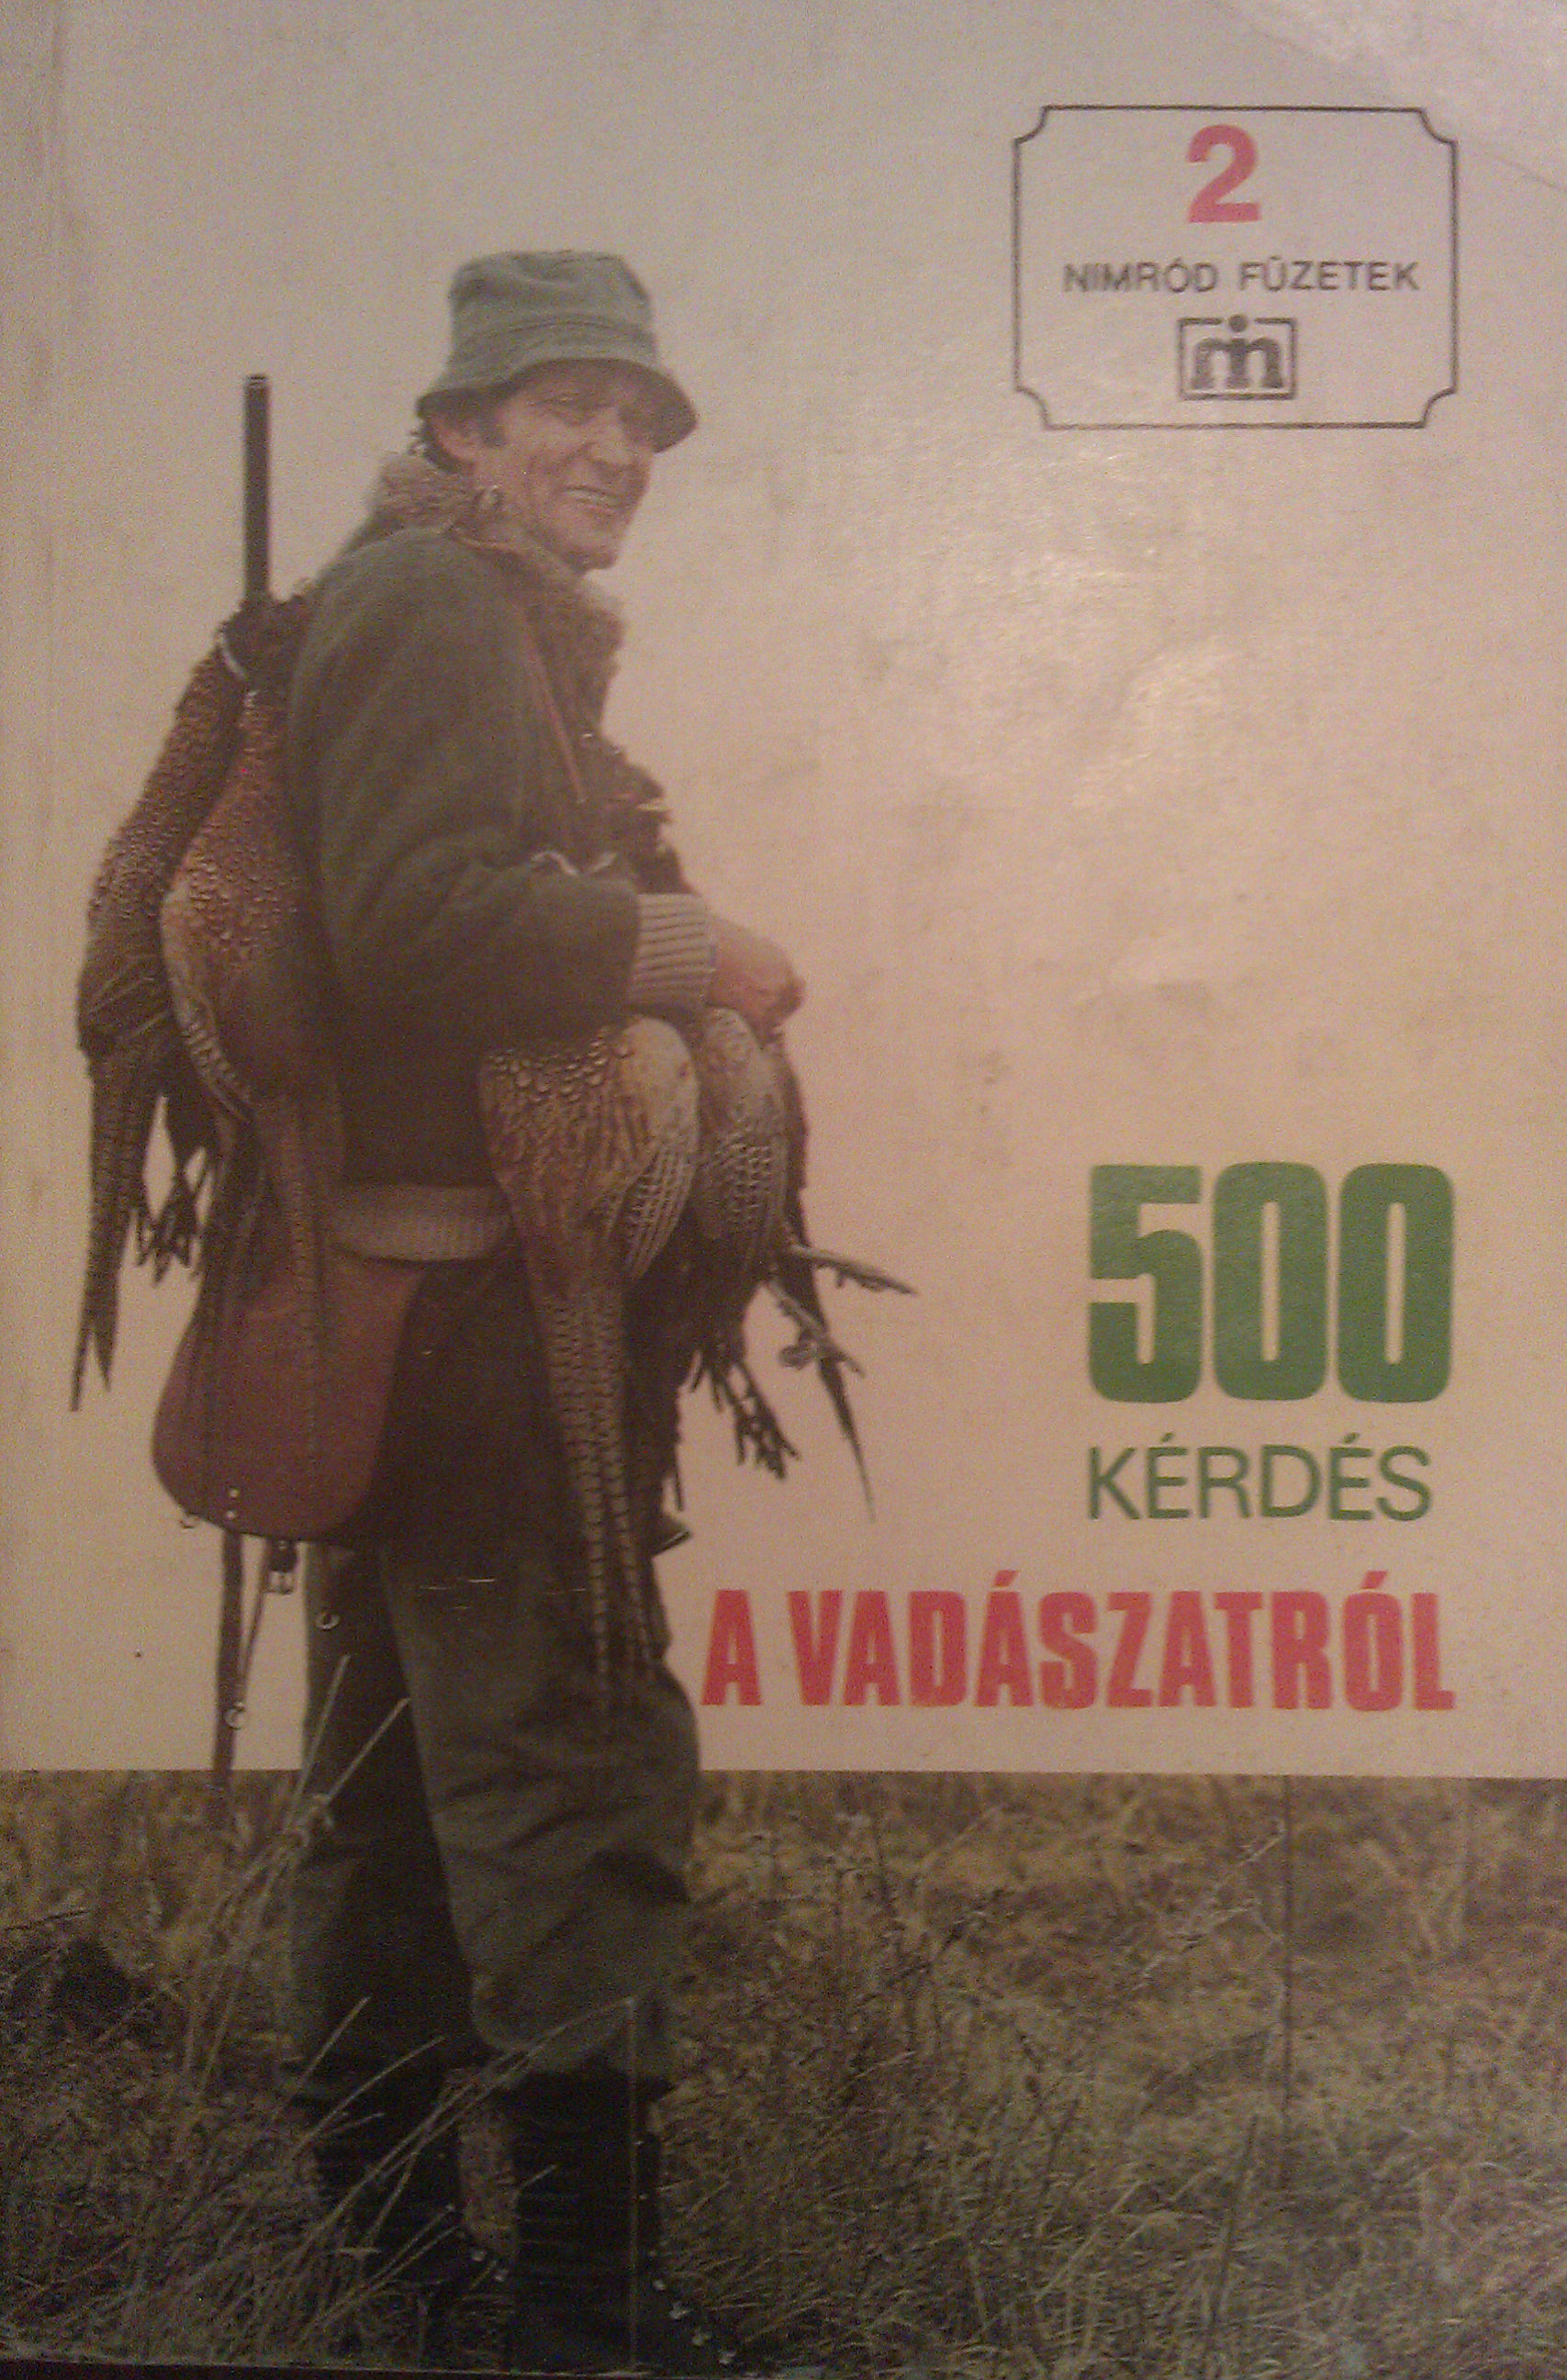 2
NIMRÓD FÜZETEK
500
KÉRDÉS
A VADÁSZATRÓL